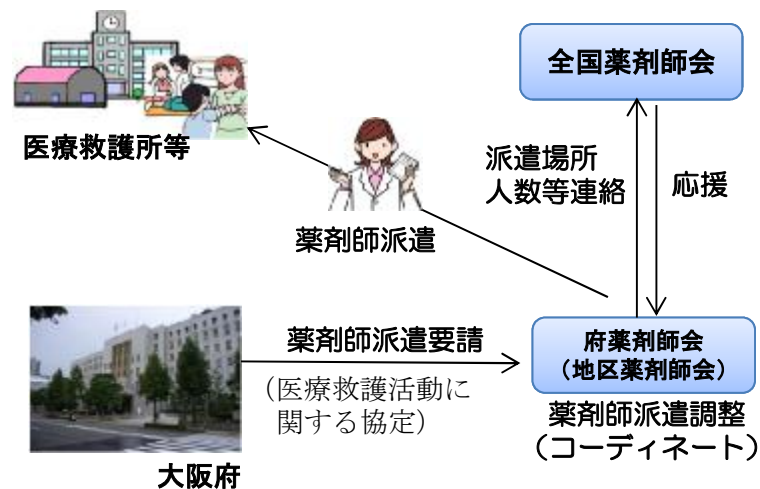 全国薬剤師会
医療救護所等
派遣場所
人数等連絡
応援
薬剤師派遣
薬剤師派遣要請
（医療救護活動に
関する協定）
府薬剤師会
（地区薬剤師会）
薬剤師派遣調整
（コーディネート）
大阪府